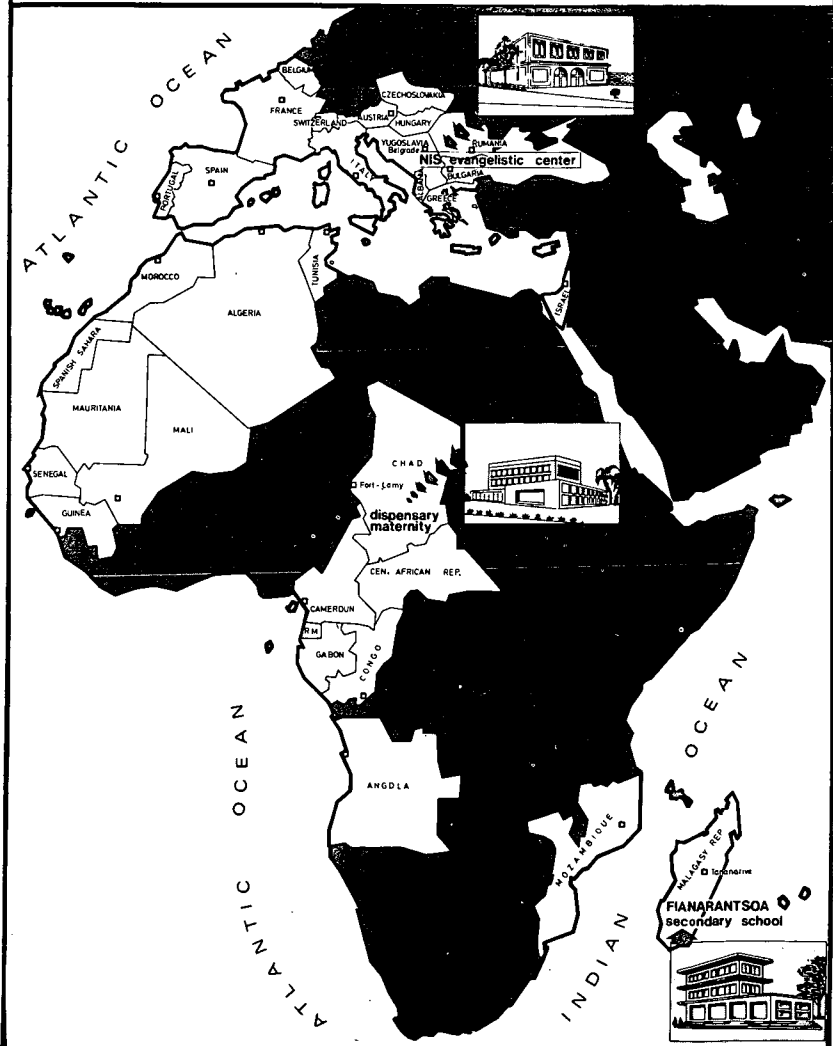 ATLANTIC OCEAN
BELGIUM
FRANCE
CZECHOSLOVAKIA
SWITZERLAND
AUSTRIA
HUNGARY
YUGOSLAVIA
Belgrade
RUMANIA
NIS evangelistic center
BULGARIA
ALBANIA
GREECE
ITALY
SPAIN
PORTUGAL
MOROCCO
TUNISIA
ALGERIA
ISRAEL
SPANISH SAHARA
MAURITANIA
MALI
SENEGAL
GUINEA
CHAD
Fort-Lamy
dispensary
maternity
CEN. AFRICAN REP.
CAMEROUN
RM
GABON
CONGO
ATLANTIC OCEAN
ANGOLA
MOZAMBIQUE
INDIAN OCEAN
MALAGASY REP
Tananarive
FIANARANTSOA
secondary school